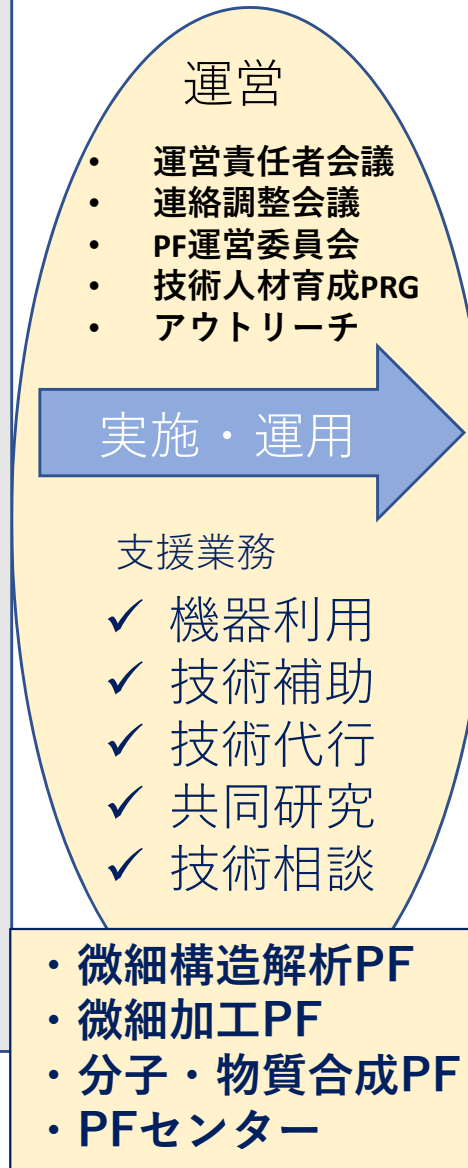 運営
• 運営責任者会議
• 連絡調整会議
• PF運営委員会
• 技術人材育成PRG
• アウトリーチ
実施・運用
支援業務
✓ 機器利用
✓ 技術補助
✓ 技術代行
✓ 共同研究
✓ 技術相談
・微細構造解析PF
・微細加工PF
・分子・物質合成PF
・PFセンター